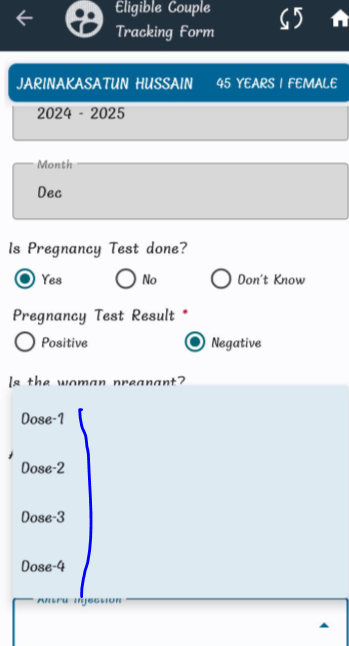 Eligible Couple
Tracking Form
JARINAKASATUN HUSSAIN 45 YEARS | FEMALE
2024 - 2025
Month
Dec
Is Pregnancy Test done?
Yes No Don't Know
Pregnancy Test Result *
Positive Negative
Is the woman pregnant?
Dose-1
Dose-2
Dose-3
Dose-4
Antra Injection